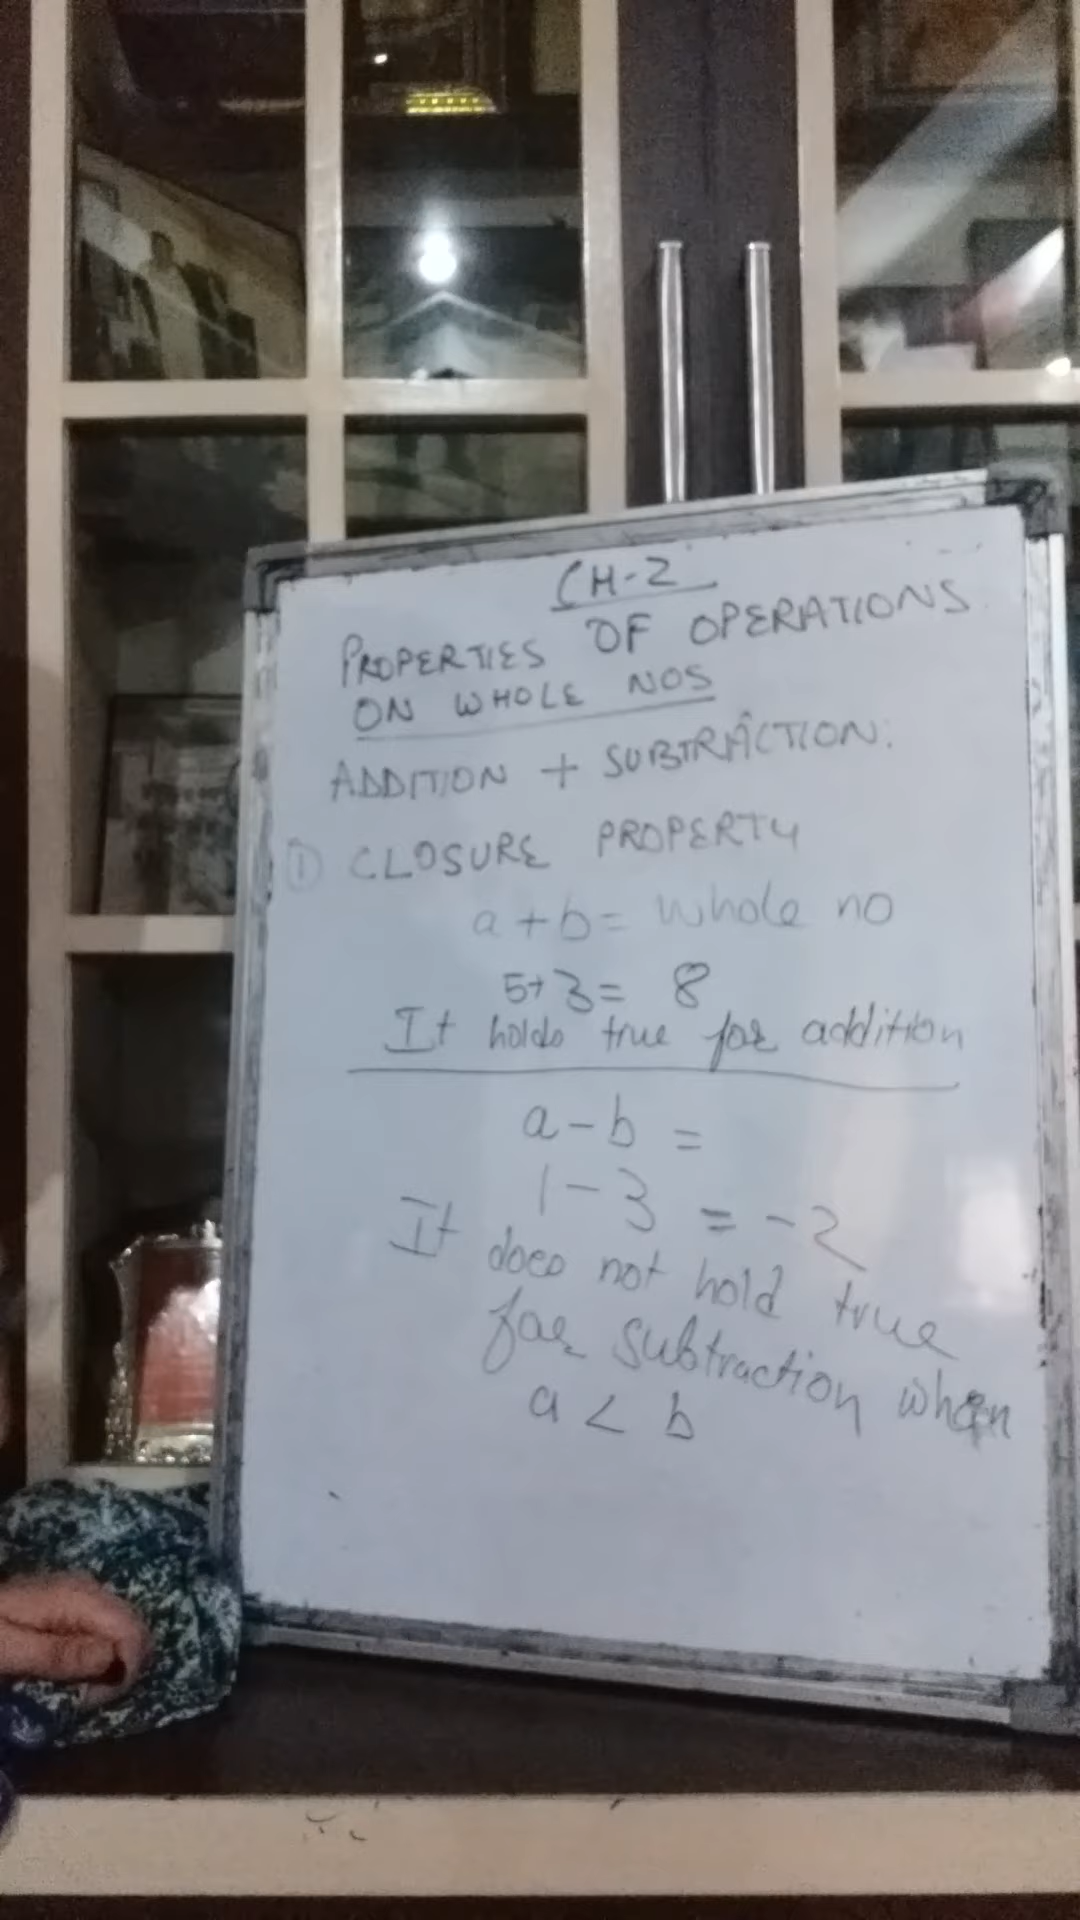 CH-2
PROPERTIES OF OPERATIONS
ON WHOLE NOS
ADDITION + SUBTRACTION:
① CLOSURE PROPERTY
a + b = Whole no
5+3 = 8
It holds true for addition
a - b =
1 - 3 = -2
It does not hold true
for subtraction when
a < b